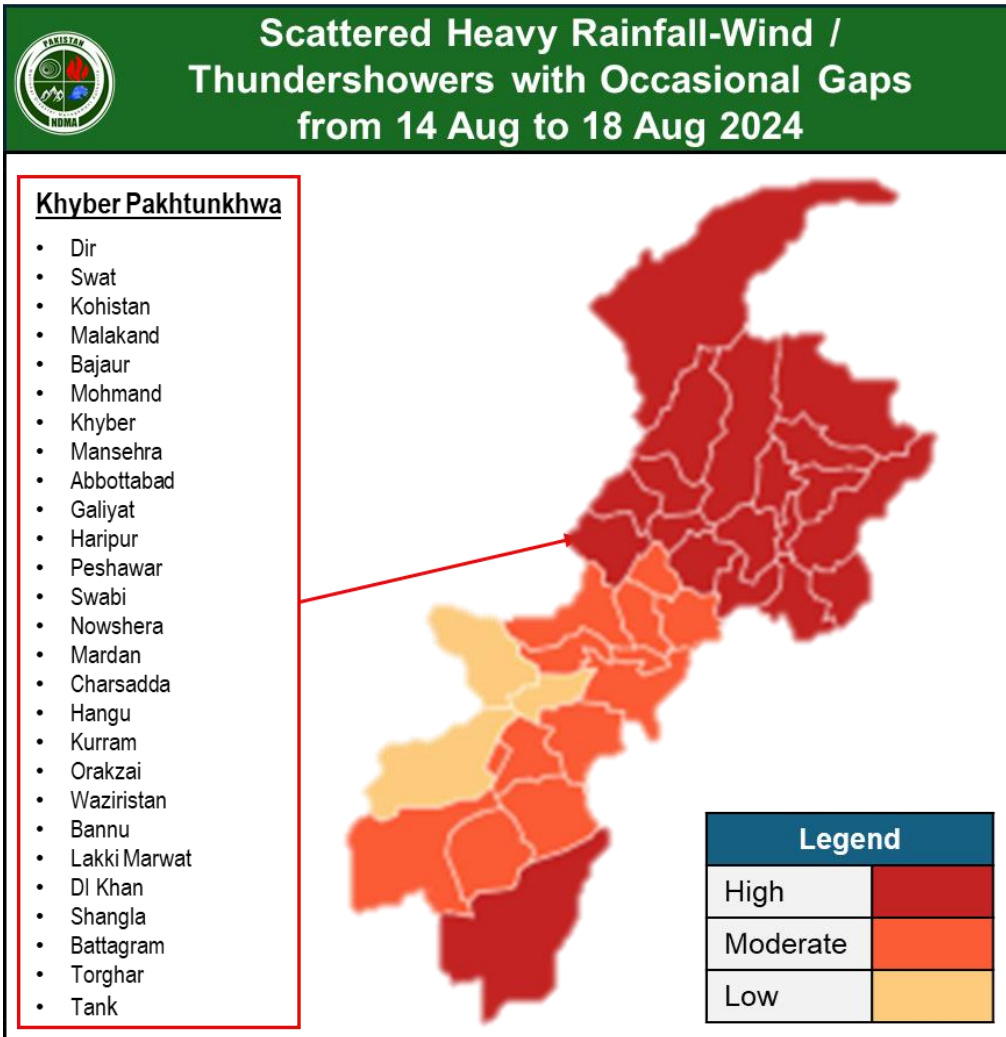 PAKISTAN
NDMA
Scattered Heavy Rainfall-Wind /
Thundershowers with Occasional Gaps
from 14 Aug to 18 Aug 2024
Khyber Pakhtunkhwa
• Dir
• Swat
• Kohistan
• Malakand
• Bajaur
• Mohmand
• Khyber
• Mansehra
• Abbottabad
• Galiyat
• Haripur
• Peshawar
• Swabi
• Nowshera
• Mardan
• Charsadda
• Hangu
• Kurram
• Orakzai
• Waziristan
• Bannu
• Lakki Marwat
• DI Khan
• Shangla
• Battagram
• Torghar
• Tank
Legend
High
Moderate
Low